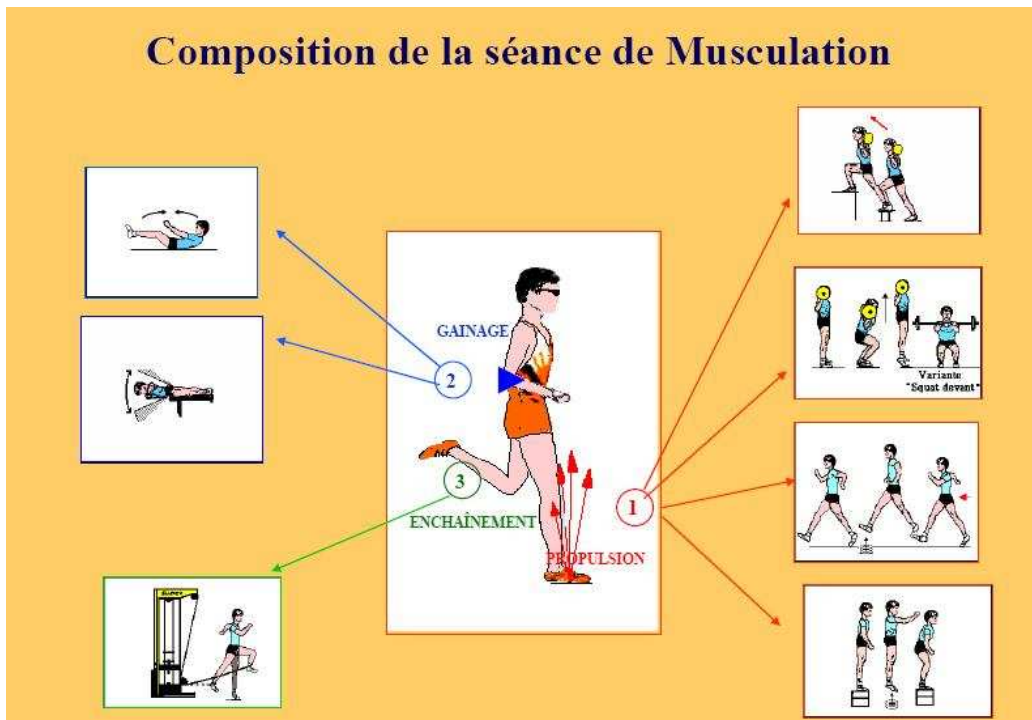 Composition de la séance de Musculation
GAINAGE
2
3
ENCHAÎNEMENT
1
PROPULSION
Variante
"Squat devant"